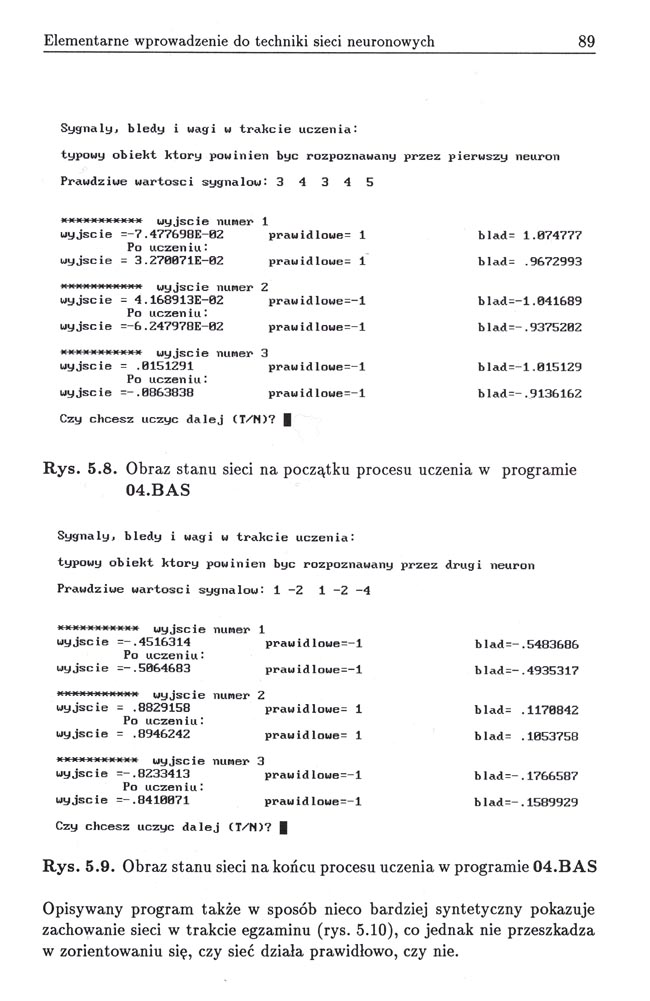 Elementarne wprowadzenie do techniki sieci neuronowych 89
Sygnaly, bledy i wagi w trakcie uczenia:
typowy obiekt ktory powinien byc rozpoznawany przez pierwszy neuron
Prawdziwe wartosci sygnalow: 3 4 3 4 5
*********** wyjscie numer 1
wyjscie =-7.477698E-02 prawidlowe= 1 blad= 1.074777
Po uczeniu:
wyjscie = 3.270071E-02 prawidlowe= 1 blad= .9672993
*********** wyjscie numer 2
wyjscie = 4.168913E-02 prawidlowe=-1 blad=-1.041689
Po uczeniu:
wyjscie =-6.247978E-02 prawidlowe=-1 blad=-.9375202
*********** wyjscie numer 3
wyjscie = .0151291 prawidlowe=-1 blad=-1.015129
Po uczeniu:
wyjscie =-.0863838 prawidlowe=-1 blad=-.9136162
Czy chcesz uczyc dalej (T/N)?
Rys. 5.8. Obraz stanu sieci na początku procesu uczenia w programie
04.BAS
Sygnaly, bledy i wagi w trakcie uczenia:
typowy obiekt ktory powinien byc rozpoznawany przez drugi neuron
Prawdziwe wartosci sygnalow: 1 -2 1 -2 -4
*********** wyjscie numer 1
wyjscie =-.4516314 prawidlowe=-1 blad=-.5483686
Po uczeniu:
wyjscie =-.5064683 prawidlowe=-1 blad=-.4935317
*********** wyjscie numer 2
wyjscie = .8829158 prawidlowe= 1 blad= .1170842
Po uczeniu:
wyjscie = .8946242 prawidlowe= 1 blad= .1053758
*********** wyjscie numer 3
wyjscie =-.8233413 prawidlowe=-1 blad=-.1766587
Po uczeniu:
wyjscie =-.8410071 prawidlowe=-1 blad=-.1589929
Czy chcesz uczyc dalej (T/N)?
Rys. 5.9. Obraz stanu sieci na końcu procesu uczenia w programie 04.BAS
Opisywany program także w sposób nieco bardziej syntetyczny pokazuje
zachowanie sieci w trakcie egzaminu (rys. 5.10), co jednak nie przeszkadza
w zorientowaniu się, czy sieć działa prawidłowo, czy nie.